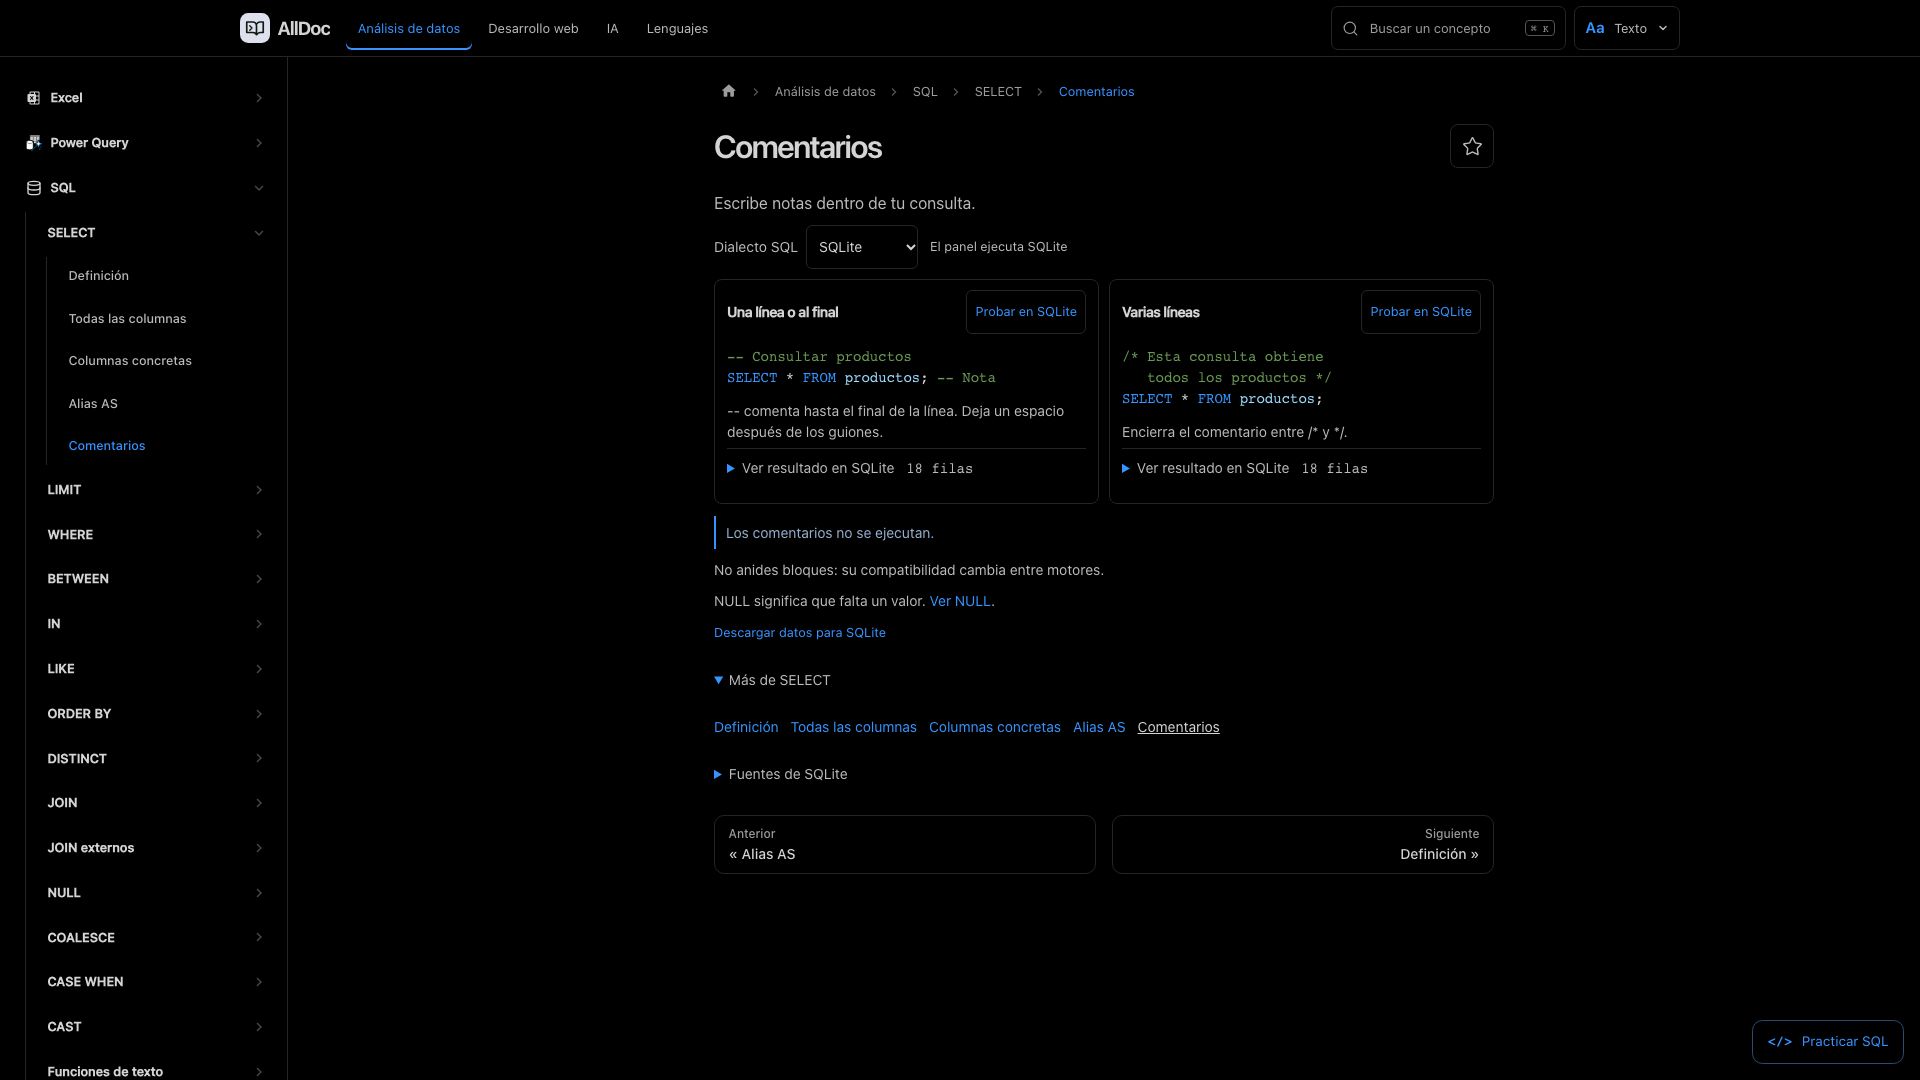 AllDoc
Análisis de datos
Desarrollo web
IA
Lenguajes
Buscar un concepto
⌘ K
Aa Texto
Excel
Power Query
SQL
SELECT
Definición
Todas las columnas
Columnas concretas
Alias AS
Comentarios
LIMIT
WHERE
BETWEEN
IN
LIKE
ORDER BY
DISTINCT
JOIN
JOIN externos
NULL
COALESCE
CASE WHEN
CAST
Funciones de texto
Análisis de datos > SQL > SELECT > Comentarios
Comentarios
Escribe notas dentro de tu consulta.
Dialecto SQL SQLite El panel ejecuta SQLite
Una línea o al final
Probar en SQLite
-- Consultar productos
SELECT * FROM productos; -- Nota
-- comenta hasta el final de la línea. Deja un espacio
después de los guiones.
Ver resultado en SQLite 18 filas
Varias líneas
Probar en SQLite
/* Esta consulta obtiene
todos los productos */
SELECT * FROM productos;
Encierra el comentario entre /* y */.
Ver resultado en SQLite 18 filas
Los comentarios no se ejecutan.
No anides bloques: su compatibilidad cambia entre motores.
NULL significa que falta un valor. Ver NULL.
Descargar datos para SQLite
Más de SELECT
Definición Todas las columnas Columnas concretas Alias AS Comentarios
Fuentes de SQLite
Anterior
« Alias AS
Siguiente
Definición »
</> Practicar SQL